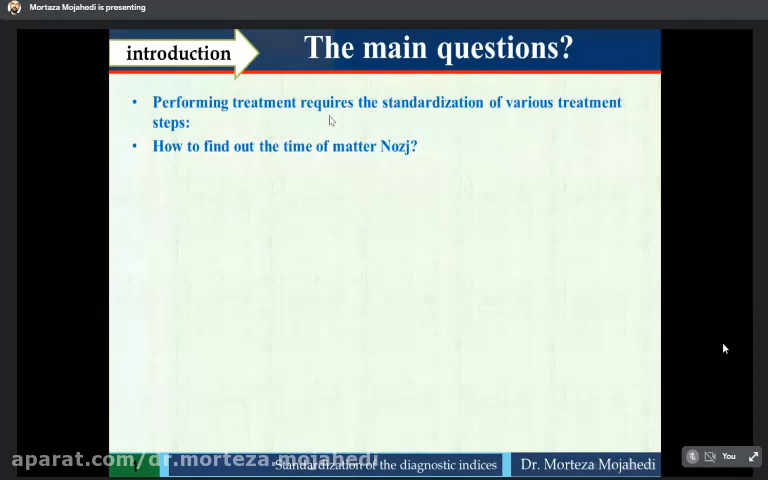 Mortaza Mojahedi is presenting
introduction
The main questions?
• Performing treatment requires the standardization of various treatment
steps:
• How to find out the time of matter Nozj?
You
aparat.com/dr.morteza.mojahedi
Standardization of the diagnostic indices
Dr. Morteza Mojahedi